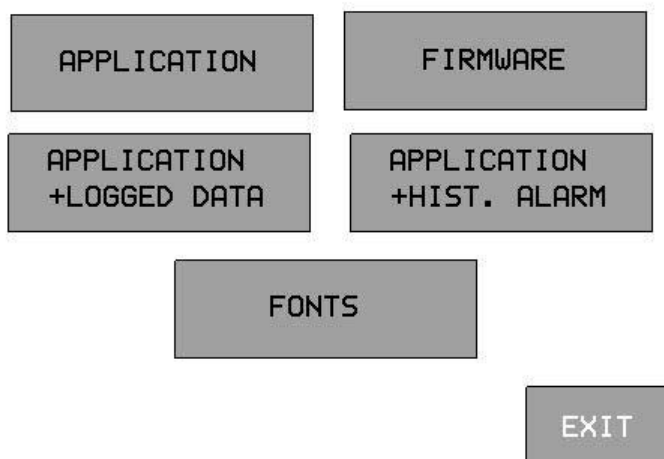 APPLICATION
FIRMWARE
APPLICATION
+LOGGED DATA
APPLICATION
+HIST. ALARM
FONTS
EXIT